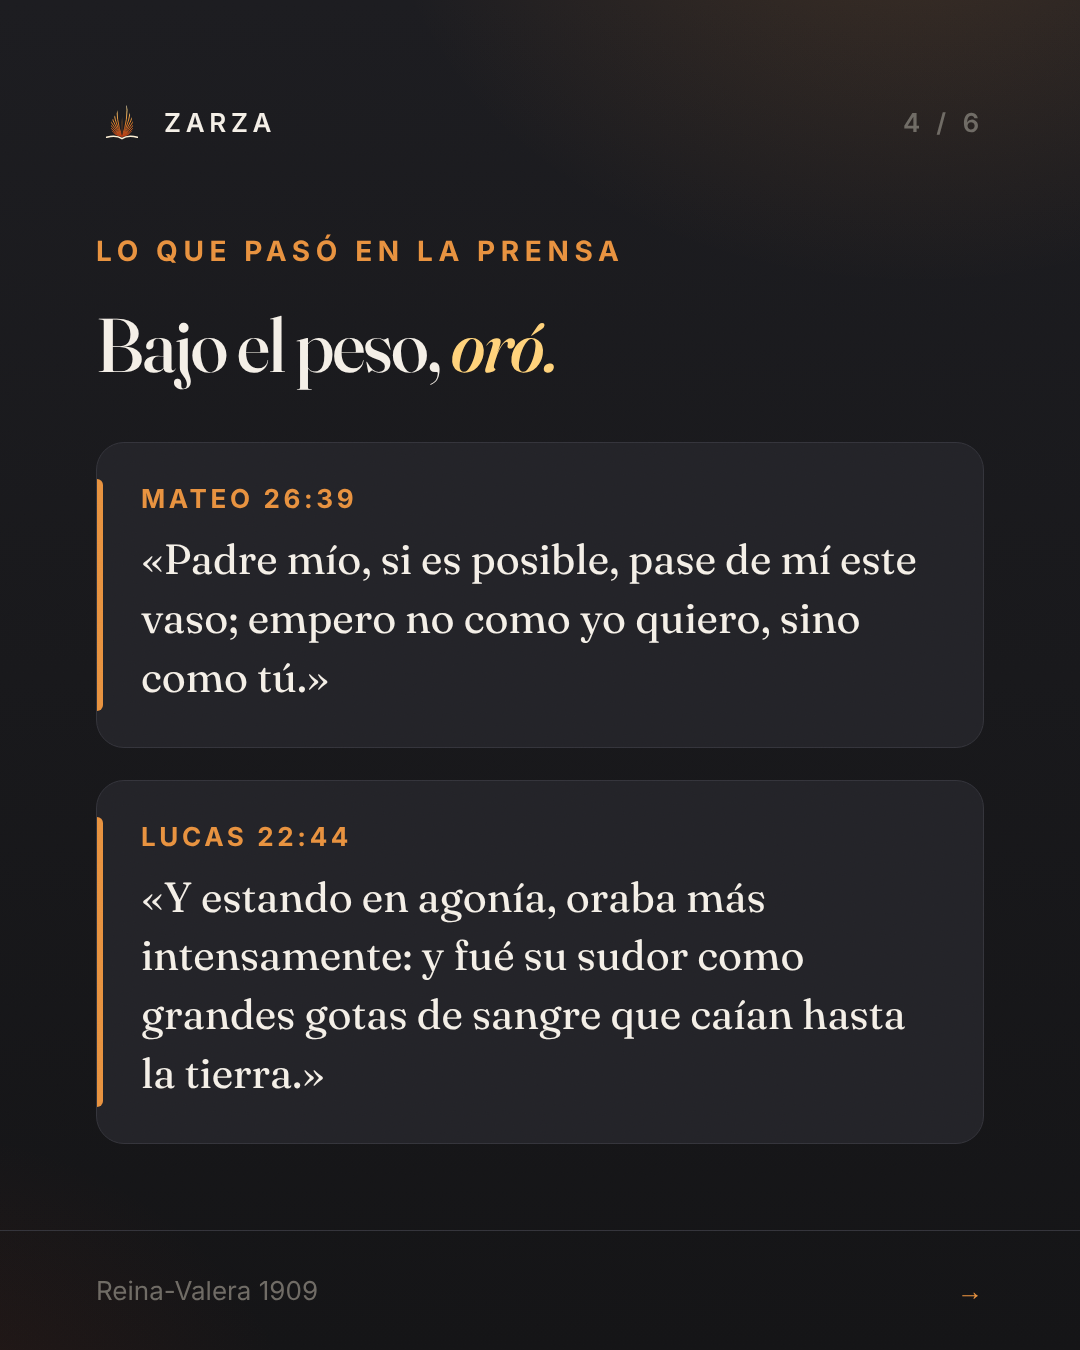 ZARZA
4 / 6
LO QUE PASÓ EN LA PRENSA
Bajo el peso, oró.
MATEO 26:39
«Padre mío, si es posible, pase de mí este
vaso; empero no como yo quiero, sino
como tú.»
LUCAS 22:44
«Y estando en agonía, oraba más
intensamente: y fué su sudor como
grandes gotas de sangre que caían hasta
la tierra.»
Reina-Valera 1909
→